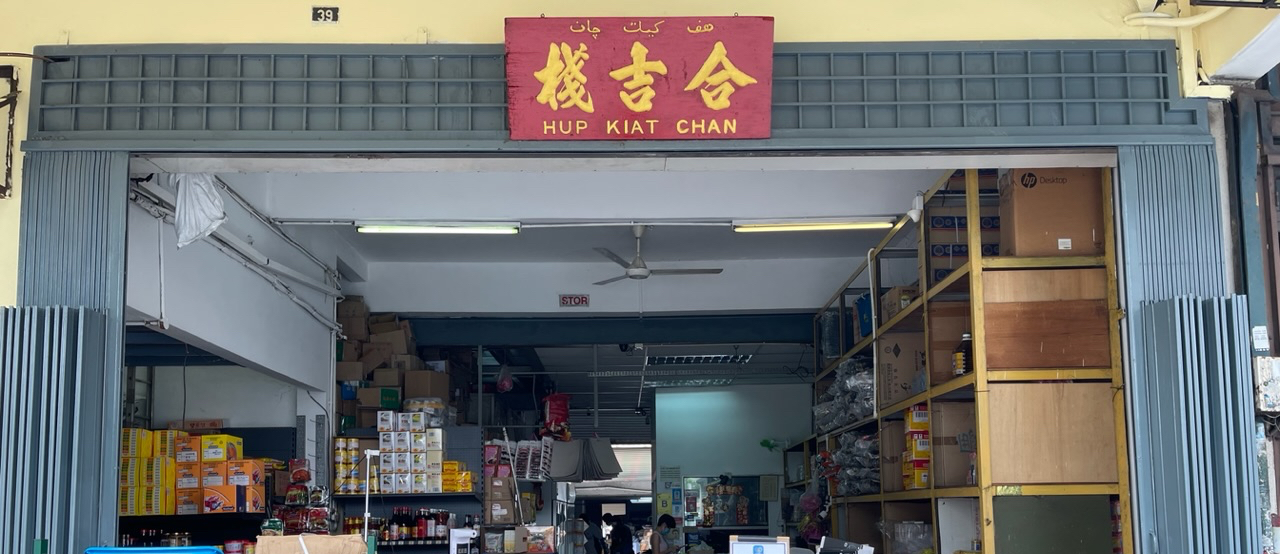 39
هف كيت چان
合吉棧
HUP KIAT CHAN
hp Desktop
STOR
B